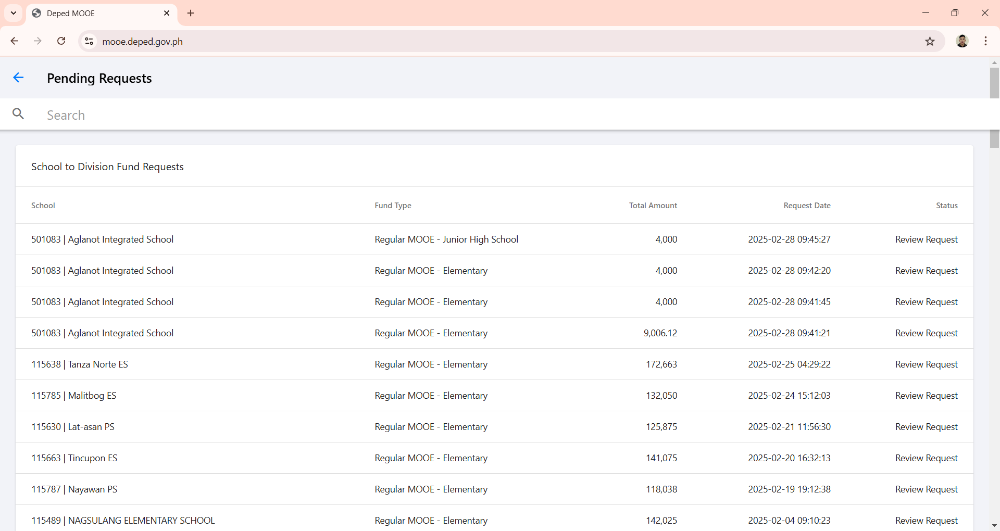 Deped MOOE
mooe.deped.gov.ph
Pending Requests
Search
School to Division Fund Requests
School Fund Type Total Amount Request Date Status
501083 | Aglanot Integrated School Regular MOOE - Junior High School 4,000 2025-02-28 09:45:27 Review Request
501083 | Aglanot Integrated School Regular MOOE - Elementary 4,000 2025-02-28 09:42:20 Review Request
501083 | Aglanot Integrated School Regular MOOE - Elementary 4,000 2025-02-28 09:41:45 Review Request
501083 | Aglanot Integrated School Regular MOOE - Elementary 9,006.12 2025-02-28 09:41:21 Review Request
115638 | Tanza Norte ES Regular MOOE - Elementary 172,663 2025-02-25 04:29:22 Review Request
115785 | Malitbog ES Regular MOOE - Elementary 132,050 2025-02-24 15:12:03 Review Request
115630 | Lat-asan PS Regular MOOE - Elementary 125,875 2025-02-21 11:56:30 Review Request
115663 | Tincupon ES Regular MOOE - Elementary 141,075 2025-02-20 16:32:13 Review Request
115787 | Nayawan PS Regular MOOE - Elementary 118,038 2025-02-19 19:12:38 Review Request
115489 | NAGSULANG ELEMENTARY SCHOOL Regular MOOE - Elementary 142,025 2025-02-04 09:10:23 Review Request